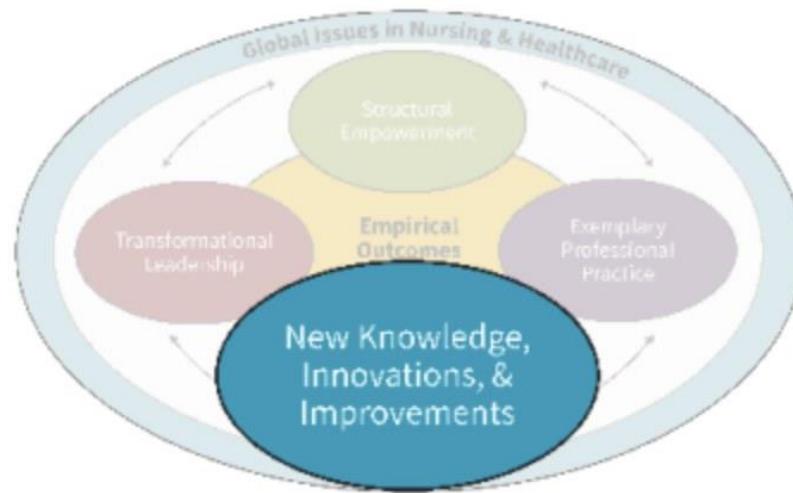 Global Issues in Nursing & Healthcare
Structural
Empowerment
Transformational
Leadership
Empirical
Outcomes
Exemplary
Professional
Practice
New Knowledge,
Innovations, &
Improvements